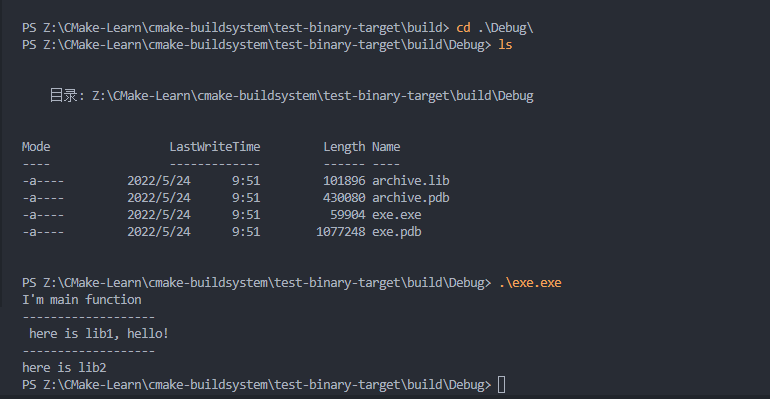 PS Z:\CMake-Learn\cmake-buildsystem\test-binary-target\build> cd .\Debug\
PS Z:\CMake-Learn\cmake-buildsystem\test-binary-target\build\Debug> ls
目录: Z:\CMake-Learn\cmake-buildsystem\test-binary-target\build\Debug
Mode LastWriteTime Length Name
---- ------------- ------ ----
-a---- 2022/5/24 9:51 101896 archive.lib
-a---- 2022/5/24 9:51 430080 archive.pdb
-a---- 2022/5/24 9:51 59904 exe.exe
-a---- 2022/5/24 9:51 1077248 exe.pdb
PS Z:\CMake-Learn\cmake-buildsystem\test-binary-target\build\Debug> .\exe.exe
I'm main function
-------------------
here is lib1, hello!
-------------------
here is lib2
PS Z:\CMake-Learn\cmake-buildsystem\test-binary-target\build\Debug>